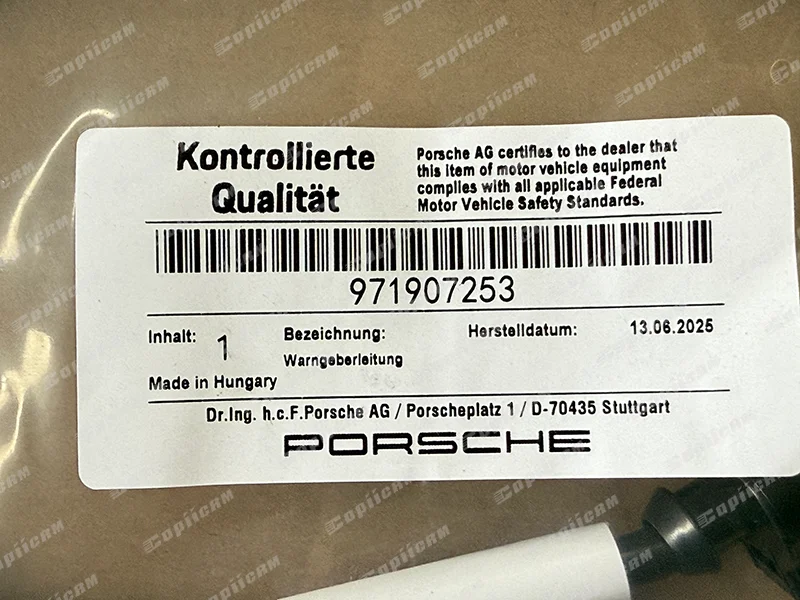 Kontrollierte
Qualität
Porsche AG certifies to the dealer that
this item of motor vehicle equipment
complies with all applicable Federal
Motor Vehicle Safety Standards.
971907253
Inhalt: 1
Bezeichnung:
Warngeberleitung
Herstelldatum: 13.06.2025
Made in Hungary
Dr.Ing. h.c.F.Porsche AG / Porscheplatz 1 / D-70435 Stuttgart
PORSCHE
CopiiCAM